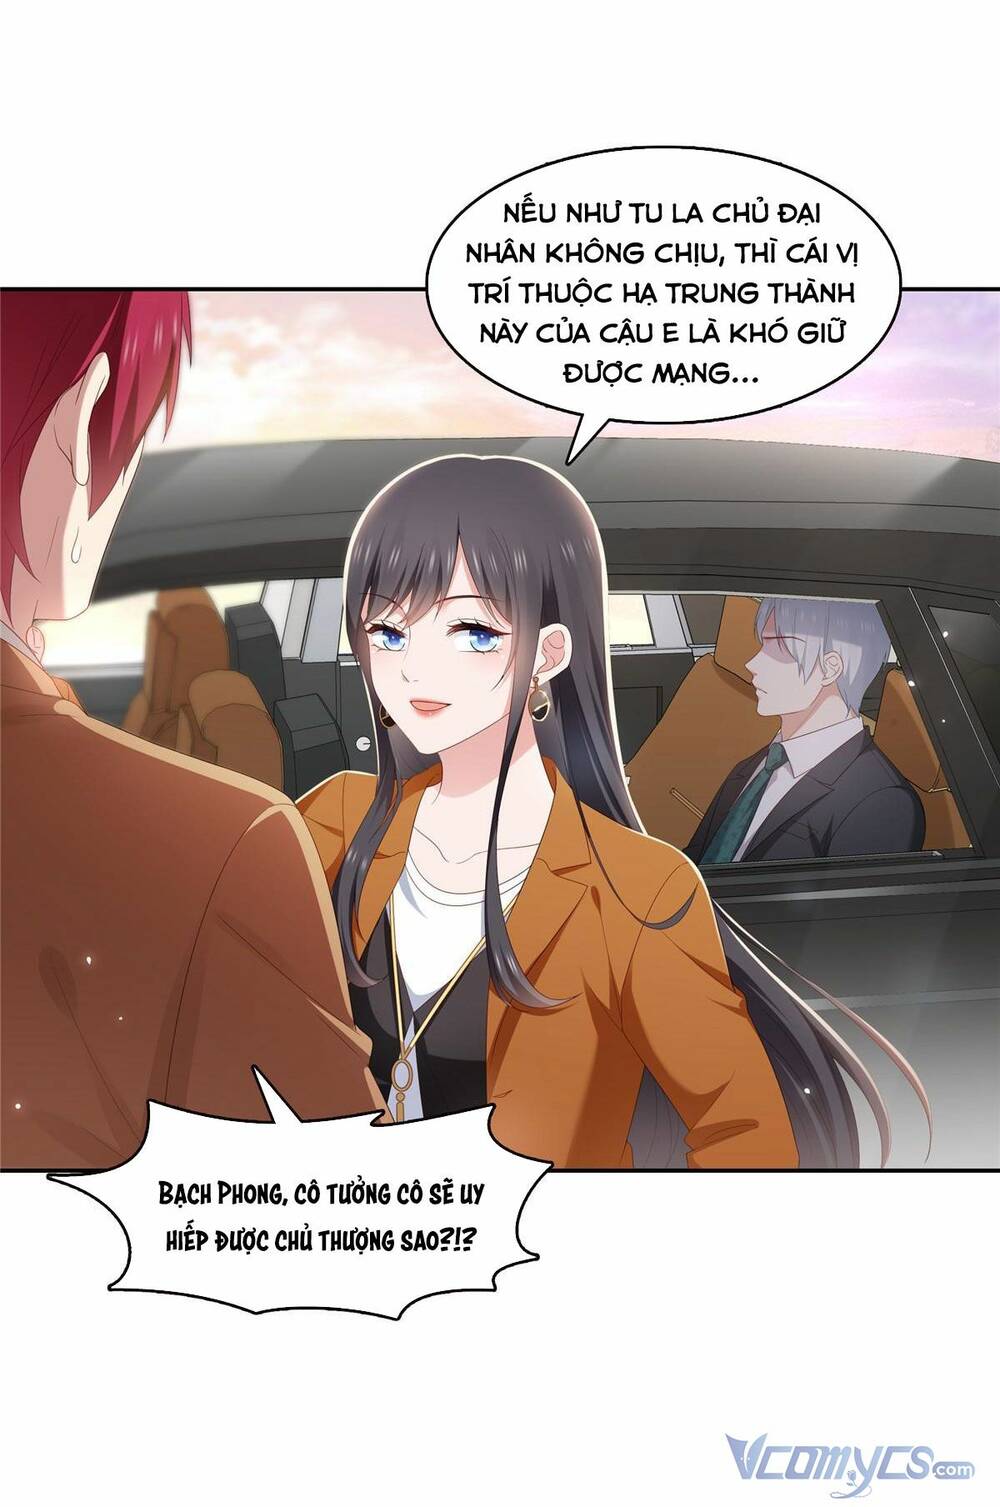 NẾU NHƯ TU LA CHỦ ĐẠI
NHÂN KHÔNG CHỊU, THÌ CÁI VỊ
TRÍ THUỘC HẠ TRUNG THÀNH
NÀY CỦA CẬU E LÀ KHÓ GIỮ
ĐƯỢC MẠNG...
BẠCH PHONG, CÔ TƯỞNG CÔ SẼ UY
HIẾP ĐƯỢC CHỦ THƯỢNG SAO?!?
VCOMYCS.com